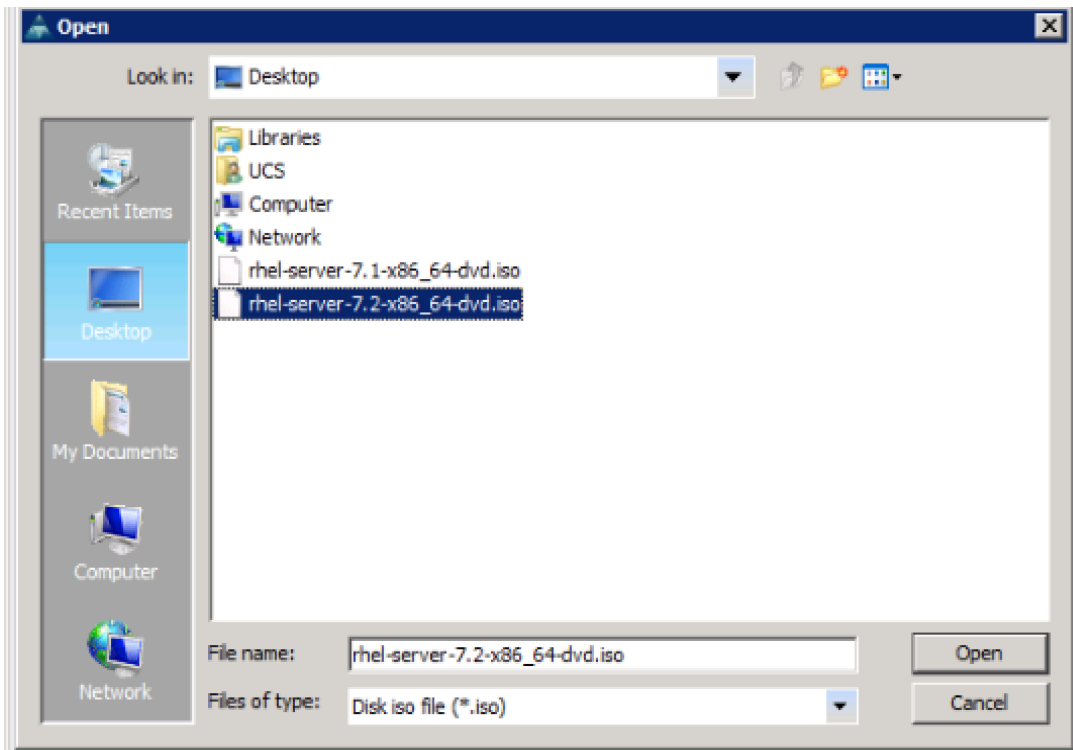 Open
Look in:
Desktop
Libraries
UCS
Computer
Network
rhel-server-7.1-x86_64-dvd.iso
rhel-server-7.2-x86_64-dvd.iso
Recent Items
Desktop
My Documents
Computer
Network
File name:
rhel-server-7.2-x86_64-dvd.iso
Open
Files of type:
Disk iso file (*.iso)
Cancel